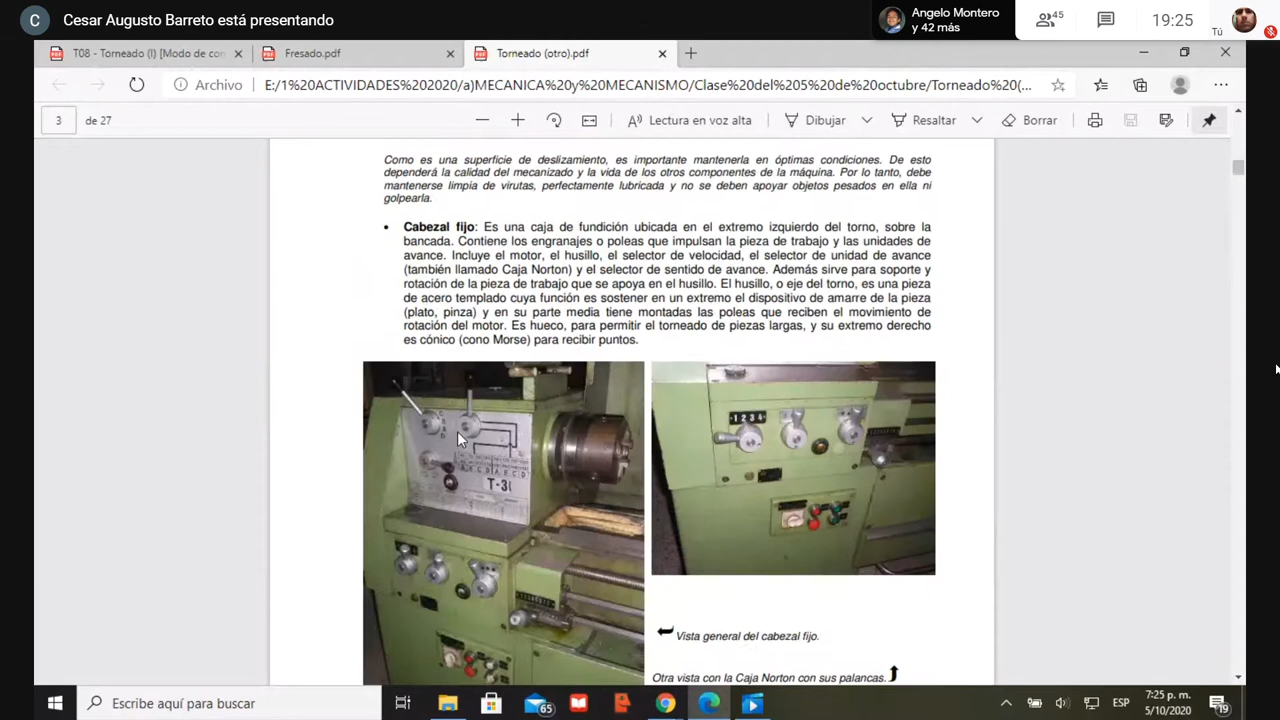 C Cesar Augusto Barreto está presentando
Angelo Montero
y 42 más
45
19:25
Tú
T08 - Torneado (I) [Modo de con
Fresado.pdf
Torneado (otro).pdf
Archivo
E:/1%20ACTIVIDADES%202020/a)MECANICA%20y%20MECANISMO/Clase%20del%205%20de%20octubre/Torneado%20(...
3 de 27
Lectura en voz alta
Dibujar
Resaltar
Borrar
Como es una superficie de deslizamiento, es importante mantenerla en óptimas condiciones. De esto
dependerá la calidad del mecanizado y la vida de los otros componentes de la máquina. Por lo tanto, debe
mantenerse limpia de virutas, perfectamente lubricada y no se deben apoyar objetos pesados en ella ni
golpearla.
• Cabezal fijo: Es una caja de fundición ubicada en el extremo izquierdo del torno, sobre la
bancada. Contiene los engranajes o poleas que impulsan la pieza de trabajo y las unidades de
avance. Incluye el motor, el husillo, el selector de velocidad, el selector de unidad de avance
(también llamado Caja Norton) y el selector de sentido de avance. Además sirve para soporte y
rotación de la pieza de trabajo que se apoya en el husillo. El husillo, o eje del torno, es una pieza
de acero templado cuya función es sostener en un extremo el dispositivo de amarre de la pieza
(plato, pinza) y en su parte media tiene montadas las poleas que reciben el movimiento de
rotación del motor. Es hueco, para permitir el torneado de piezas largas, y su extremo derecho
es cónico (cono Morse) para recibir puntos.
1 2 3 4
A B C D A B C D
T-3
Vista general del cabezal fijo.
Otra vista con la Caja Norton con sus palancas.
Escribe aquí para buscar
65
ESP
7:25 p. m.
5/10/2020
19